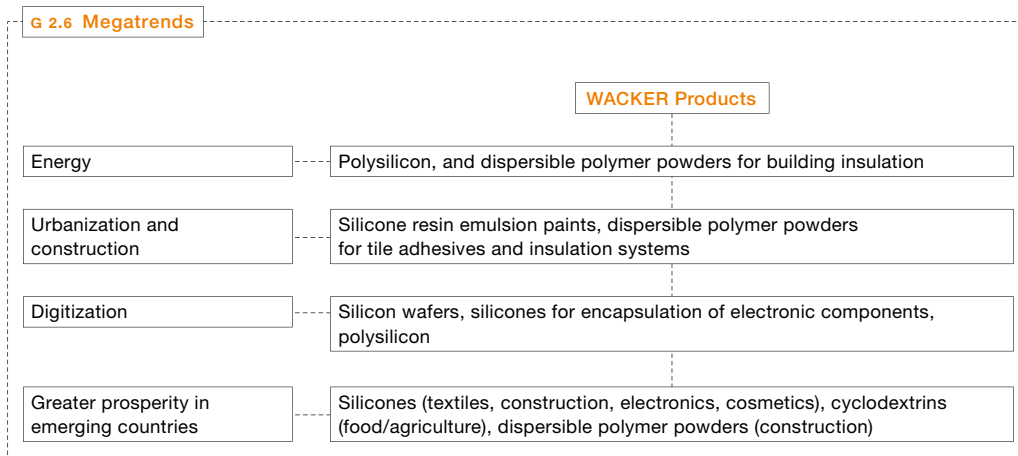 G 2.6 Megatrends
WACKER Products
Energy
Polysilicon, and dispersible polymer powders for building insulation
Urbanization and
construction
Silicone resin emulsion paints, dispersible polymer powders
for tile adhesives and insulation systems
Digitization
Silicon wafers, silicones for encapsulation of electronic components,
polysilicon
Greater prosperity in
emerging countries
Silicones (textiles, construction, electronics, cosmetics), cyclodextrins
(food/agriculture), dispersible polymer powders (construction)